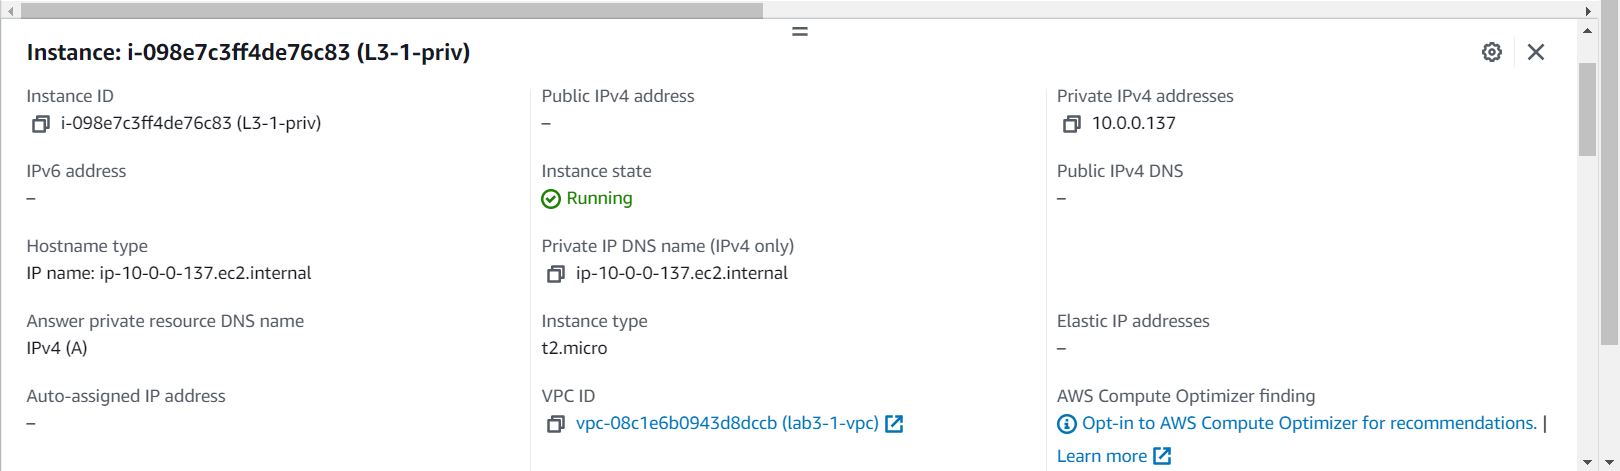 Instance: i-098e7c3ff4de76c83 (L3-1-priv)
Instance ID
i-098e7c3ff4de76c83 (L3-1-priv)
Public IPv4 address
–
Private IPv4 addresses
10.0.0.137
IPv6 address
–
Instance state
Running
Public IPv4 DNS
–
Hostname type
IP name: ip-10-0-0-137.ec2.internal
Private IP DNS name (IPv4 only)
ip-10-0-0-137.ec2.internal
Answer private resource DNS name
IPv4 (A)
Instance type
t2.micro
Elastic IP addresses
–
Auto-assigned IP address
–
VPC ID
vpc-08c1e6b0943d8dccb (lab3-1-vpc)
AWS Compute Optimizer finding
Opt-in to AWS Compute Optimizer for recommendations. |
Learn more